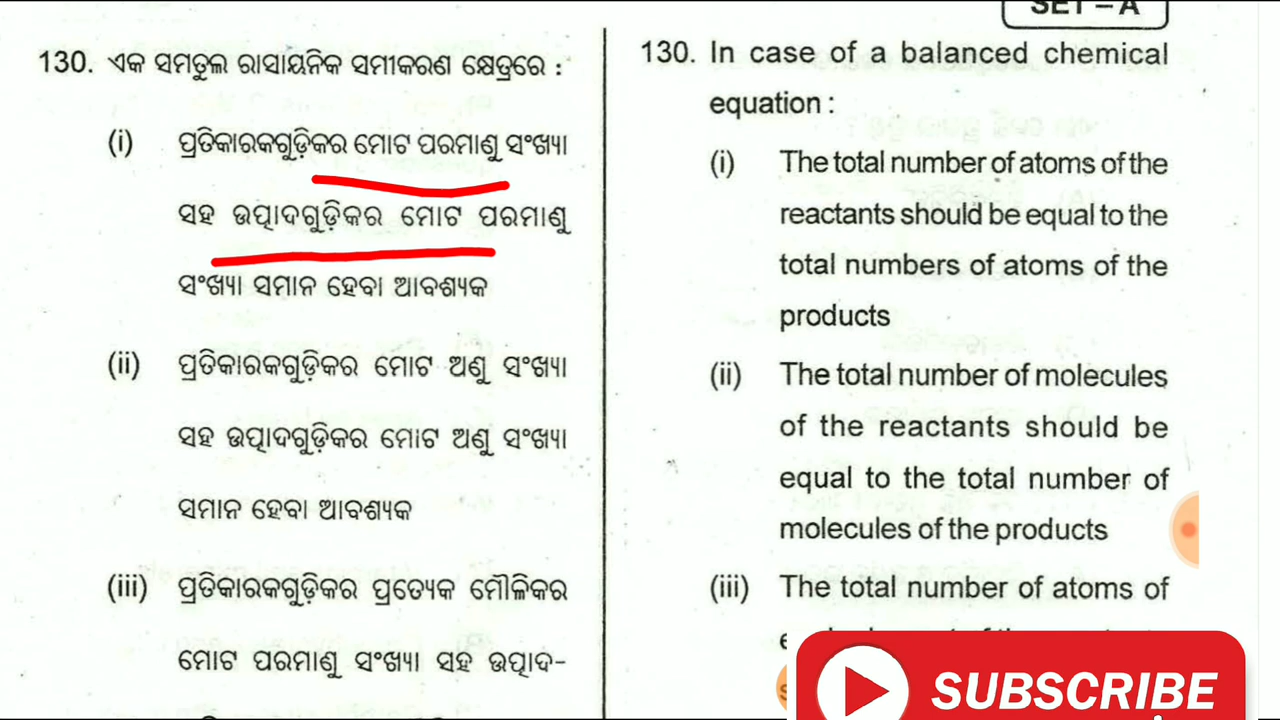 SET – A
130. ଏକ ସମତୁଲ ରାସାୟନିକ ସମୀକରଣ କ୍ଷେତ୍ରରେ :
(i) ପ୍ରତିକାରକଗୁଡ଼ିକର ମୋଟ ପରମାଣୁ ସଂଖ୍ୟା
ସହ ଉତ୍ପାଦଗୁଡ଼ିକର ମୋଟ ପରମାଣୁ
ସଂଖ୍ୟା ସମାନ ହେବା ଆବଶ୍ୟକ
(ii) ପ୍ରତିକାରକଗୁଡ଼ିକର ମୋଟ ଅଣୁ ସଂଖ୍ୟା
ସହ ଉତ୍ପାଦଗୁଡ଼ିକର ମୋଟ ଅଣୁ ସଂଖ୍ୟା
ସମାନ ହେବା ଆବଶ୍ୟକ
(iii) ପ୍ରତିକାରକଗୁଡ଼ିକର ପ୍ରତ୍ୟେକ ମୌଳିକର
ମୋଟ ପରମାଣୁ ସଂଖ୍ୟା ସହ ଉତ୍ପାଦ-
130. In case of a balanced chemical
equation :
(i) The total number of atoms of the
reactants should be equal to the
total numbers of atoms of the
products
(ii) The total number of molecules
of the reactants should be
equal to the total number of
molecules of the products
(iii) The total number of atoms of
SUBSCRIBE